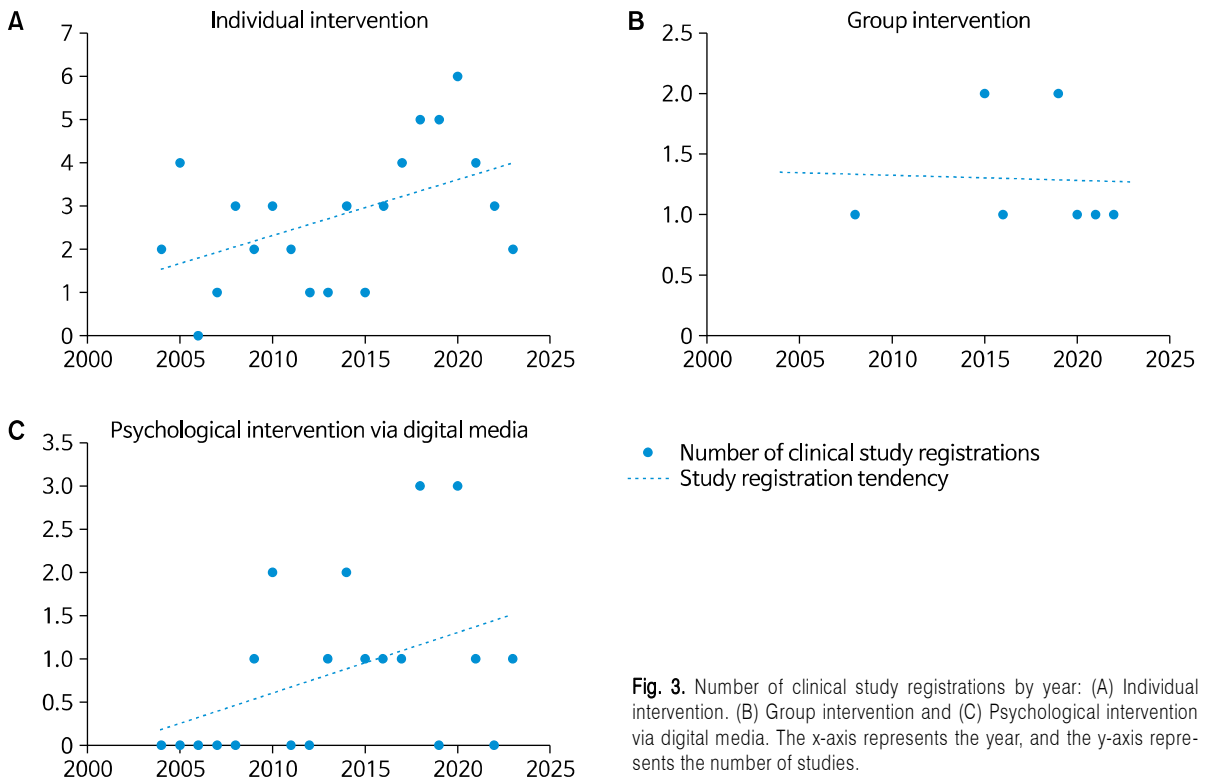 A
Individual intervention
7
6
5
4
3
2
1
0
2000 2005 2010 2015 2020 2025
B
Group intervention
2.5
2.0
1.5
1.0
0.5
0
2000 2005 2010 2015 2020 2025
C
Psychological intervention via digital media
3.5
3.0
2.5
2.0
1.5
1.0
0.5
0
2000 2005 2010 2015 2020 2025
Number of clinical study registrations
Study registration tendency
Fig. 3. Number of clinical study registrations by year: (A) Individual
intervention. (B) Group intervention and (C) Psychological intervention
via digital media. The x-axis represents the year, and the y-axis repre-
sents the number of studies.